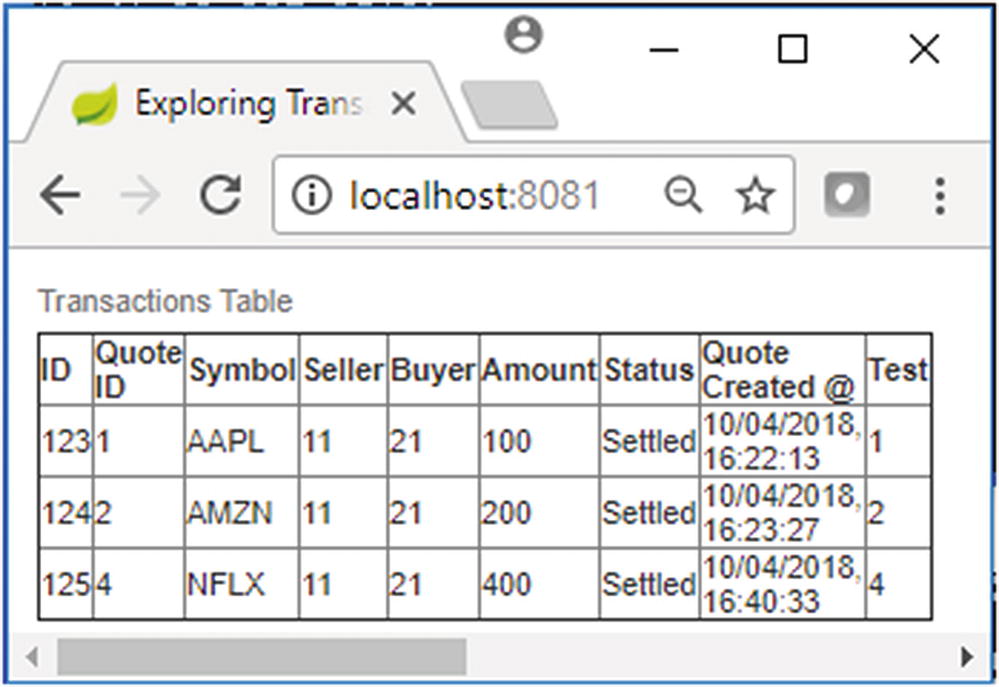 Exploring Trans
localhost:8081
Transactions Table
ID Quote ID Symbol Seller Buyer Amount Status Quote Created @ Test
123 1 AAPL 11 21 100 Settled 10/04/2018, 16:22:13 1
124 2 AMZN 11 21 200 Settled 10/04/2018, 16:23:27 2
125 4 NFLX 11 21 400 Settled 10/04/2018, 16:40:33 4